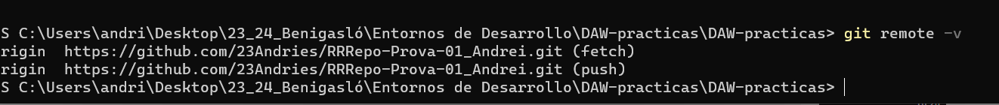 S C:\Users\andri\Desktop\23_24_Benigasló\Entornos de Desarrollo\DAW-practicas\DAW-practicas> git remote -v
rigin  https://github.com/23Andries/RRRepo-Prova-01_Andrei.git (fetch)
rigin  https://github.com/23Andries/RRRepo-Prova-01_Andrei.git (push)
S C:\Users\andri\Desktop\23_24_Benigasló\Entornos de Desarrollo\DAW-practicas\DAW-practicas>